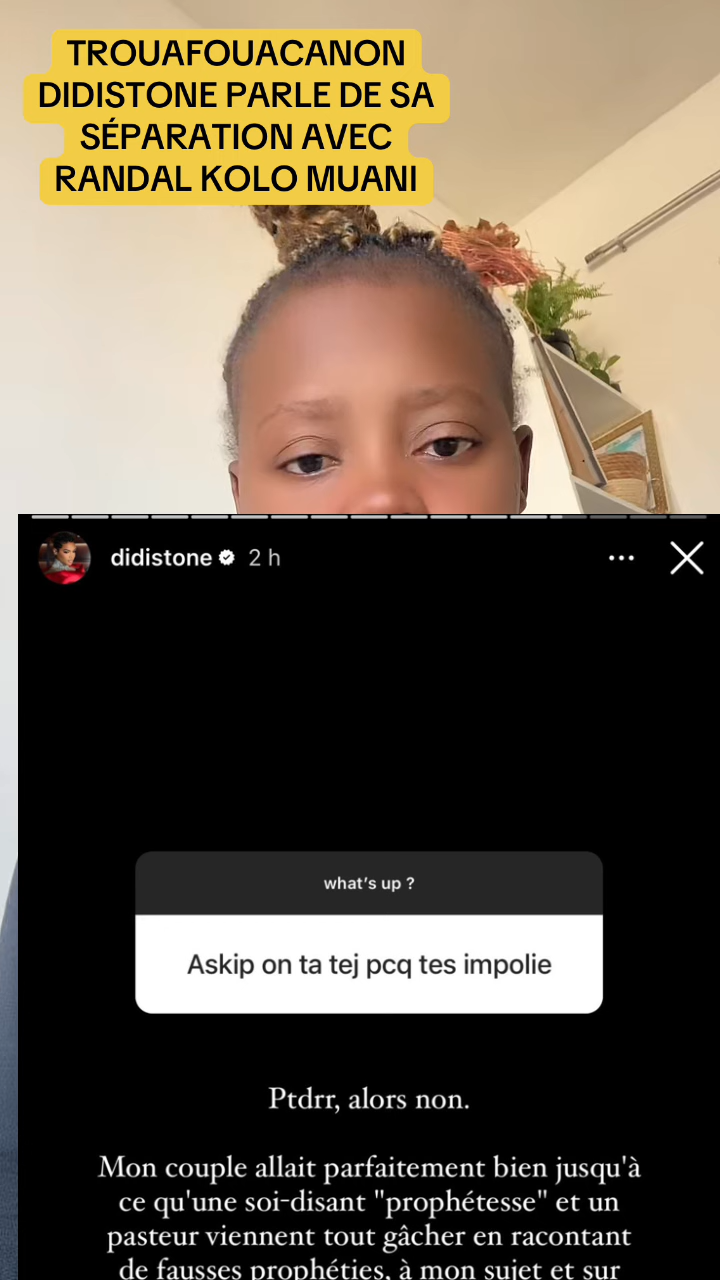 TROUAFOUACANON
DIDISTONE PARLE DE SA
SÉPARATION AVEC
RANDAL KOLO MUANI
didistone 2 h
what's up ?
Askip on ta tej pcq tes impolie
Ptdrr, alors non.
Mon couple allait parfaitement bien jusqu'à
ce qu'une soi-disant "prophétesse" et un
pasteur viennent tout gâcher en racontant
de fausses prophéties, à mon sujet et sur